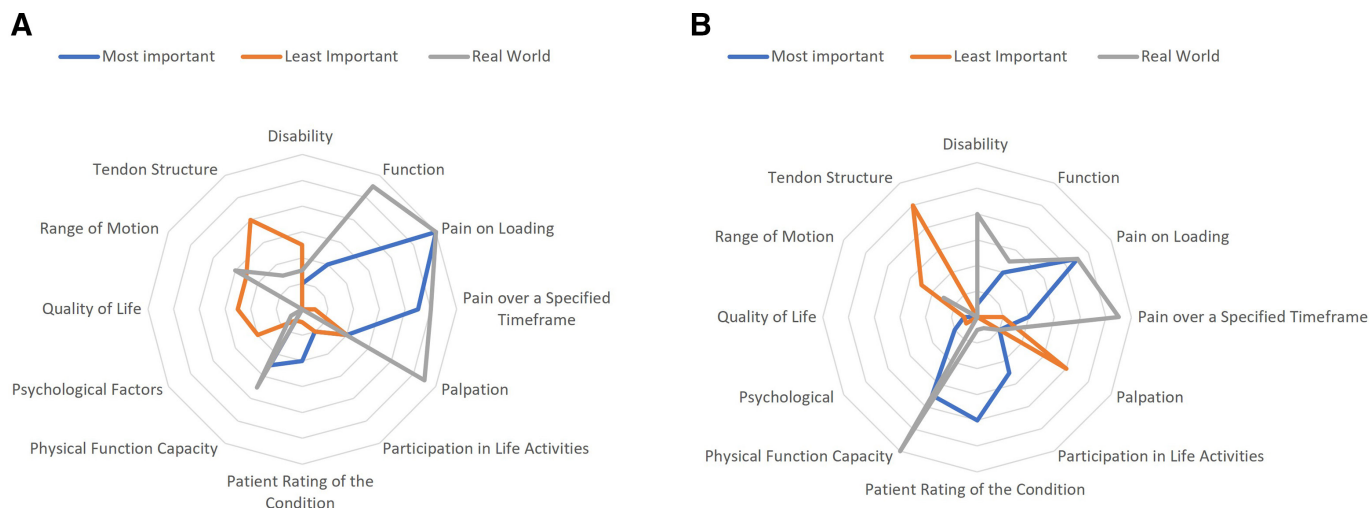 A
Most important
Least Important
Real World
Disability
Function
Pain on Loading
Pain over a Specified
Timeframe
Palpation
Participation in Life Activities
Patient Rating of the
Condition
Physical Function Capacity
Psychological Factors
Quality of Life
Range of Motion
Tendon Structure
B
Most important
Least Important
Real World
Disability
Function
Pain on Loading
Pain over a Specified Timeframe
Palpation
Participation in Life Activities
Patient Rating of the Condition
Physical Function Capacity
Psychological
Quality of Life
Range of Motion
Tendon Structure